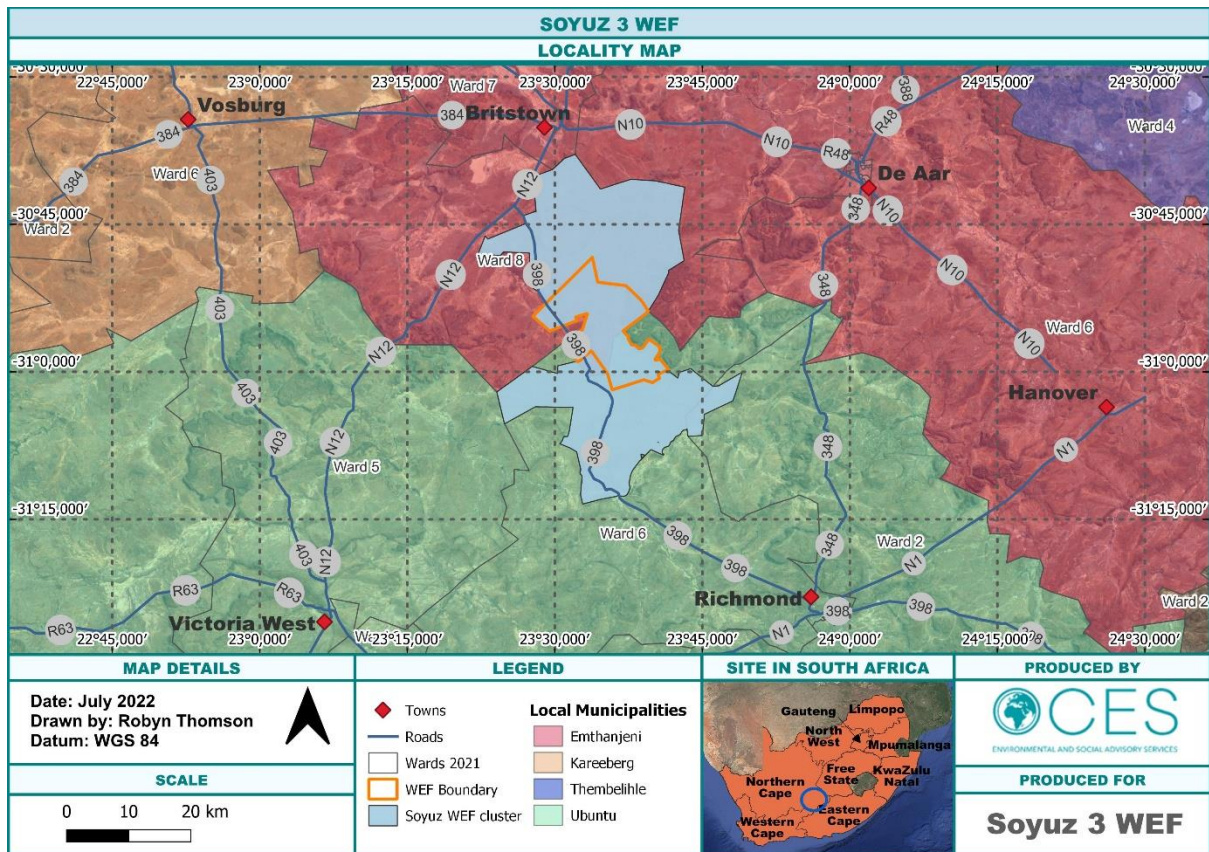 SOYUZ 3 WEF
LOCALITY MAP
-30°30,000' -30°30,000'
22°45,000' 23°0,000' 23°15,000' 23°30,000' 23°45,000' 24°0,000' 24°15,000' 24°30,000'
Ward 7
388
Vosburg
384
Britstown
384
N10
R48
Ward 4
N10
R48
Ward 6
403
384
N12
De Aar
348
N10
-30°45,000' -30°45,000'
Ward 2
Ward 8
398
N12
N10
348
403
Ward 6
N10
398
N12
-31°0,000' -31°0,000'
403
Hanover
403
N12
398
348
N1
Ward 5
-31°15,000' -31°15,000'
Ward 6
398
348
Ward 2
403
N12
398
N1
R63
R63
Richmond
398
398
Ward 2
Victoria West
R63
N1
398
22°45,000' 23°0,000' 23°15,000' 23°30,000' 23°45,000' 24°0,000' 24°15,000' 24°30,000'
MAP DETAILS
Date: July 2022
Drawn by: Robyn Thomson
Datum: WGS 84
SCALE
0 10 20 km
LEGEND
Towns
Roads
Wards 2021
WEF Boundary
Soyuz WEF cluster
Local Municipalities
Emthanjeni
Kareeberg
Thembelihle
Ubuntu
SITE IN SOUTH AFRICA
Limpopo
Gauteng
North West
Mpumalanga
Free State
KwaZulu Natal
Northern Cape
Eastern Cape
Western Cape
PRODUCED BY
CES
ENVIRONMENTAL AND SOCIAL ADVISORY SERVICES
PRODUCED FOR
Soyuz 3 WEF